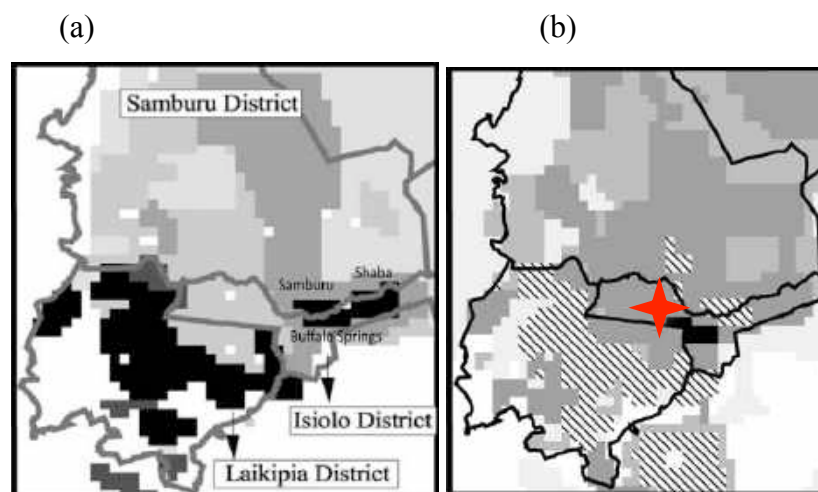 (a)
(b)
Samburu District
Shaba
Samburu
Buffalo Springs
Isiolo District
Laikipia District